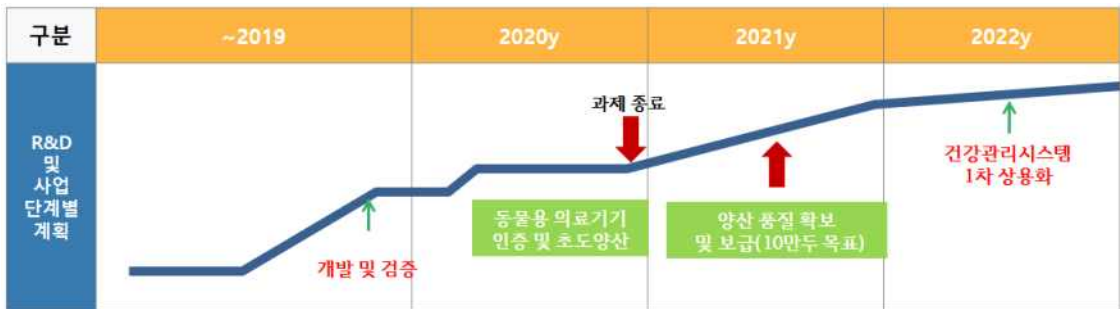 구분
~2019
2020y
2021y
2022y
R&D
및
사업
단계별
계획
과제 종료
개발 및 검증
동물용 의료기기
인증 및 초도양산
양산 품질 확보
및 보급(10만두 목표)
건강관리시스템
1차 상용화